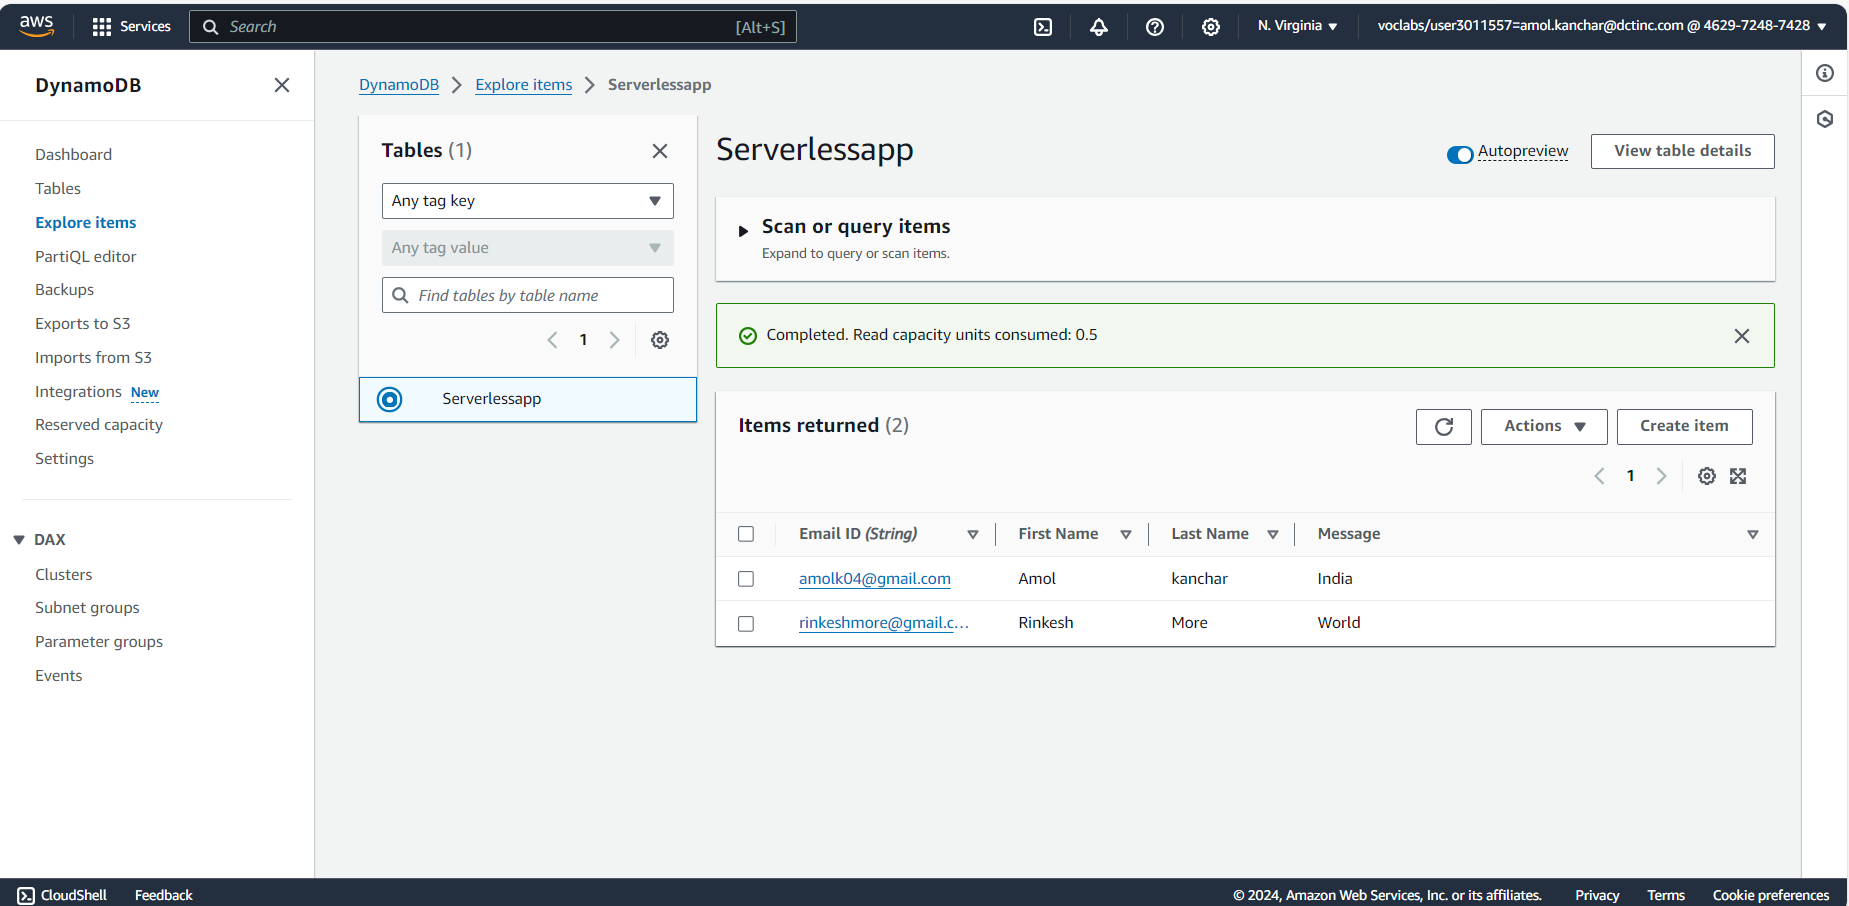 aws
Services
Search
[Alt+S]
N. Virginia
voclabs/user3011557=amol.kanchar@dctinc.com @ 4629-7248-7428
DynamoDB
Dashboard
Tables
Explore items
PartiQL editor
Backups
Exports to S3
Imports from S3
Integrations New
Reserved capacity
Settings
DAX
Clusters
Subnet groups
Parameter groups
Events
DynamoDB
Explore items
Serverlessapp
Tables (1)
Any tag key
Any tag value
Find tables by table name
1
Serverlessapp
Serverlessapp
Autopreview
View table details
Scan or query items
Expand to query or scan items.
Completed. Read capacity units consumed: 0.5
Items returned (2)
Actions
Create item
1
Email ID (String) First Name Last Name Message
amolk04@gmail.com Amol kanchar India
rinkeshmore@gmail.c... Rinkesh More World
CloudShell
Feedback
© 2024, Amazon Web Services, Inc. or its affiliates.
Privacy
Terms
Cookie preferences